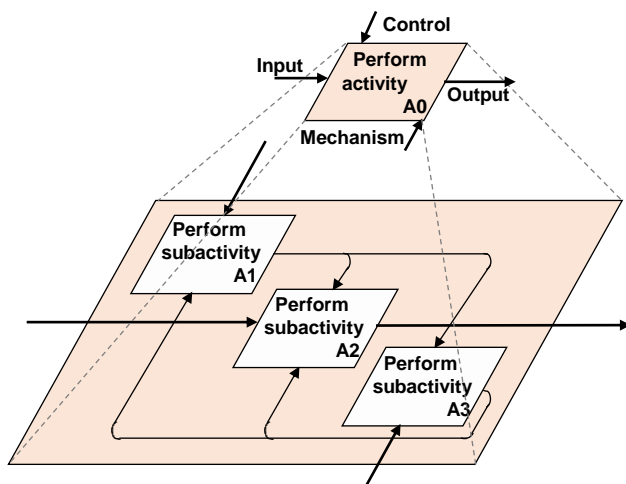 Control
Input
Perform
activity
A0
Output
Mechanism
Perform
subactivity
A1
Perform
subactivity
A2
Perform
subactivity
A3